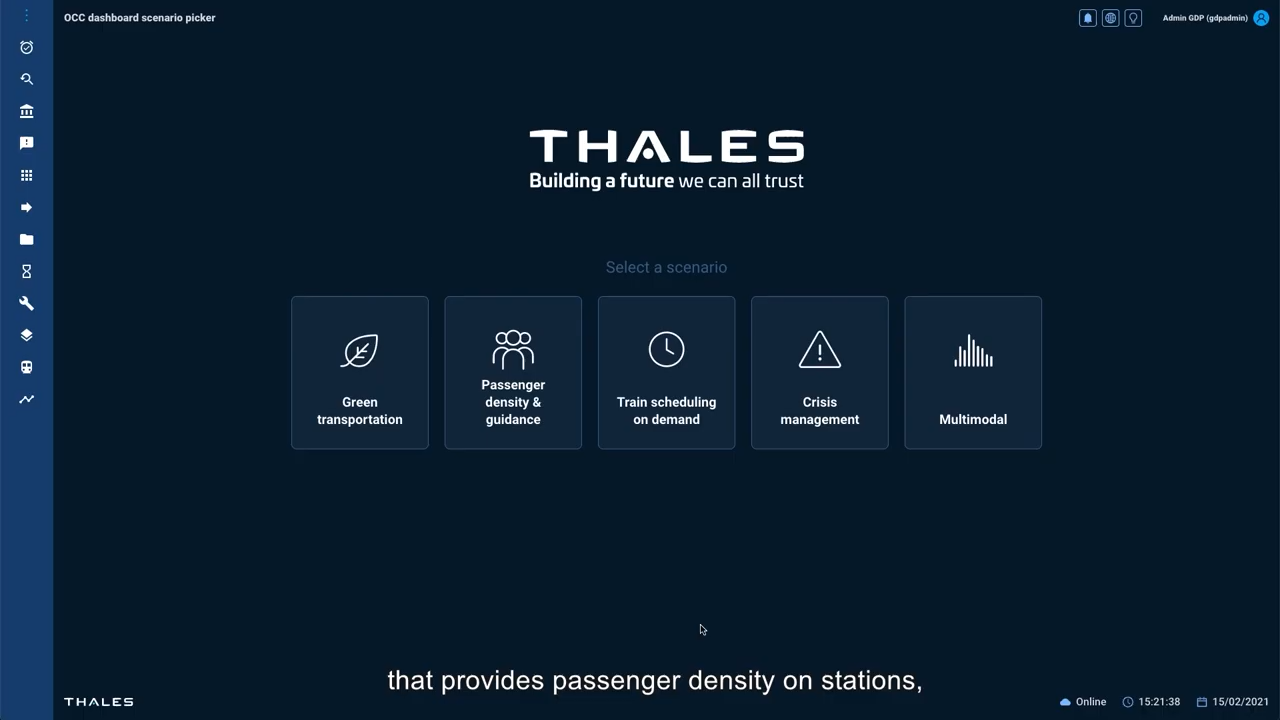 OCC dashboard scenario picker
Admin GDP (gdpadmin)
THALES
Building a future we can all trust
Select a scenario
Green
transportation
Passenger
density &
guidance
Train scheduling
on demand
Crisis
management
Multimodal
that provides passenger density on stations,
THALES
Online
15:21:38
15/02/2021